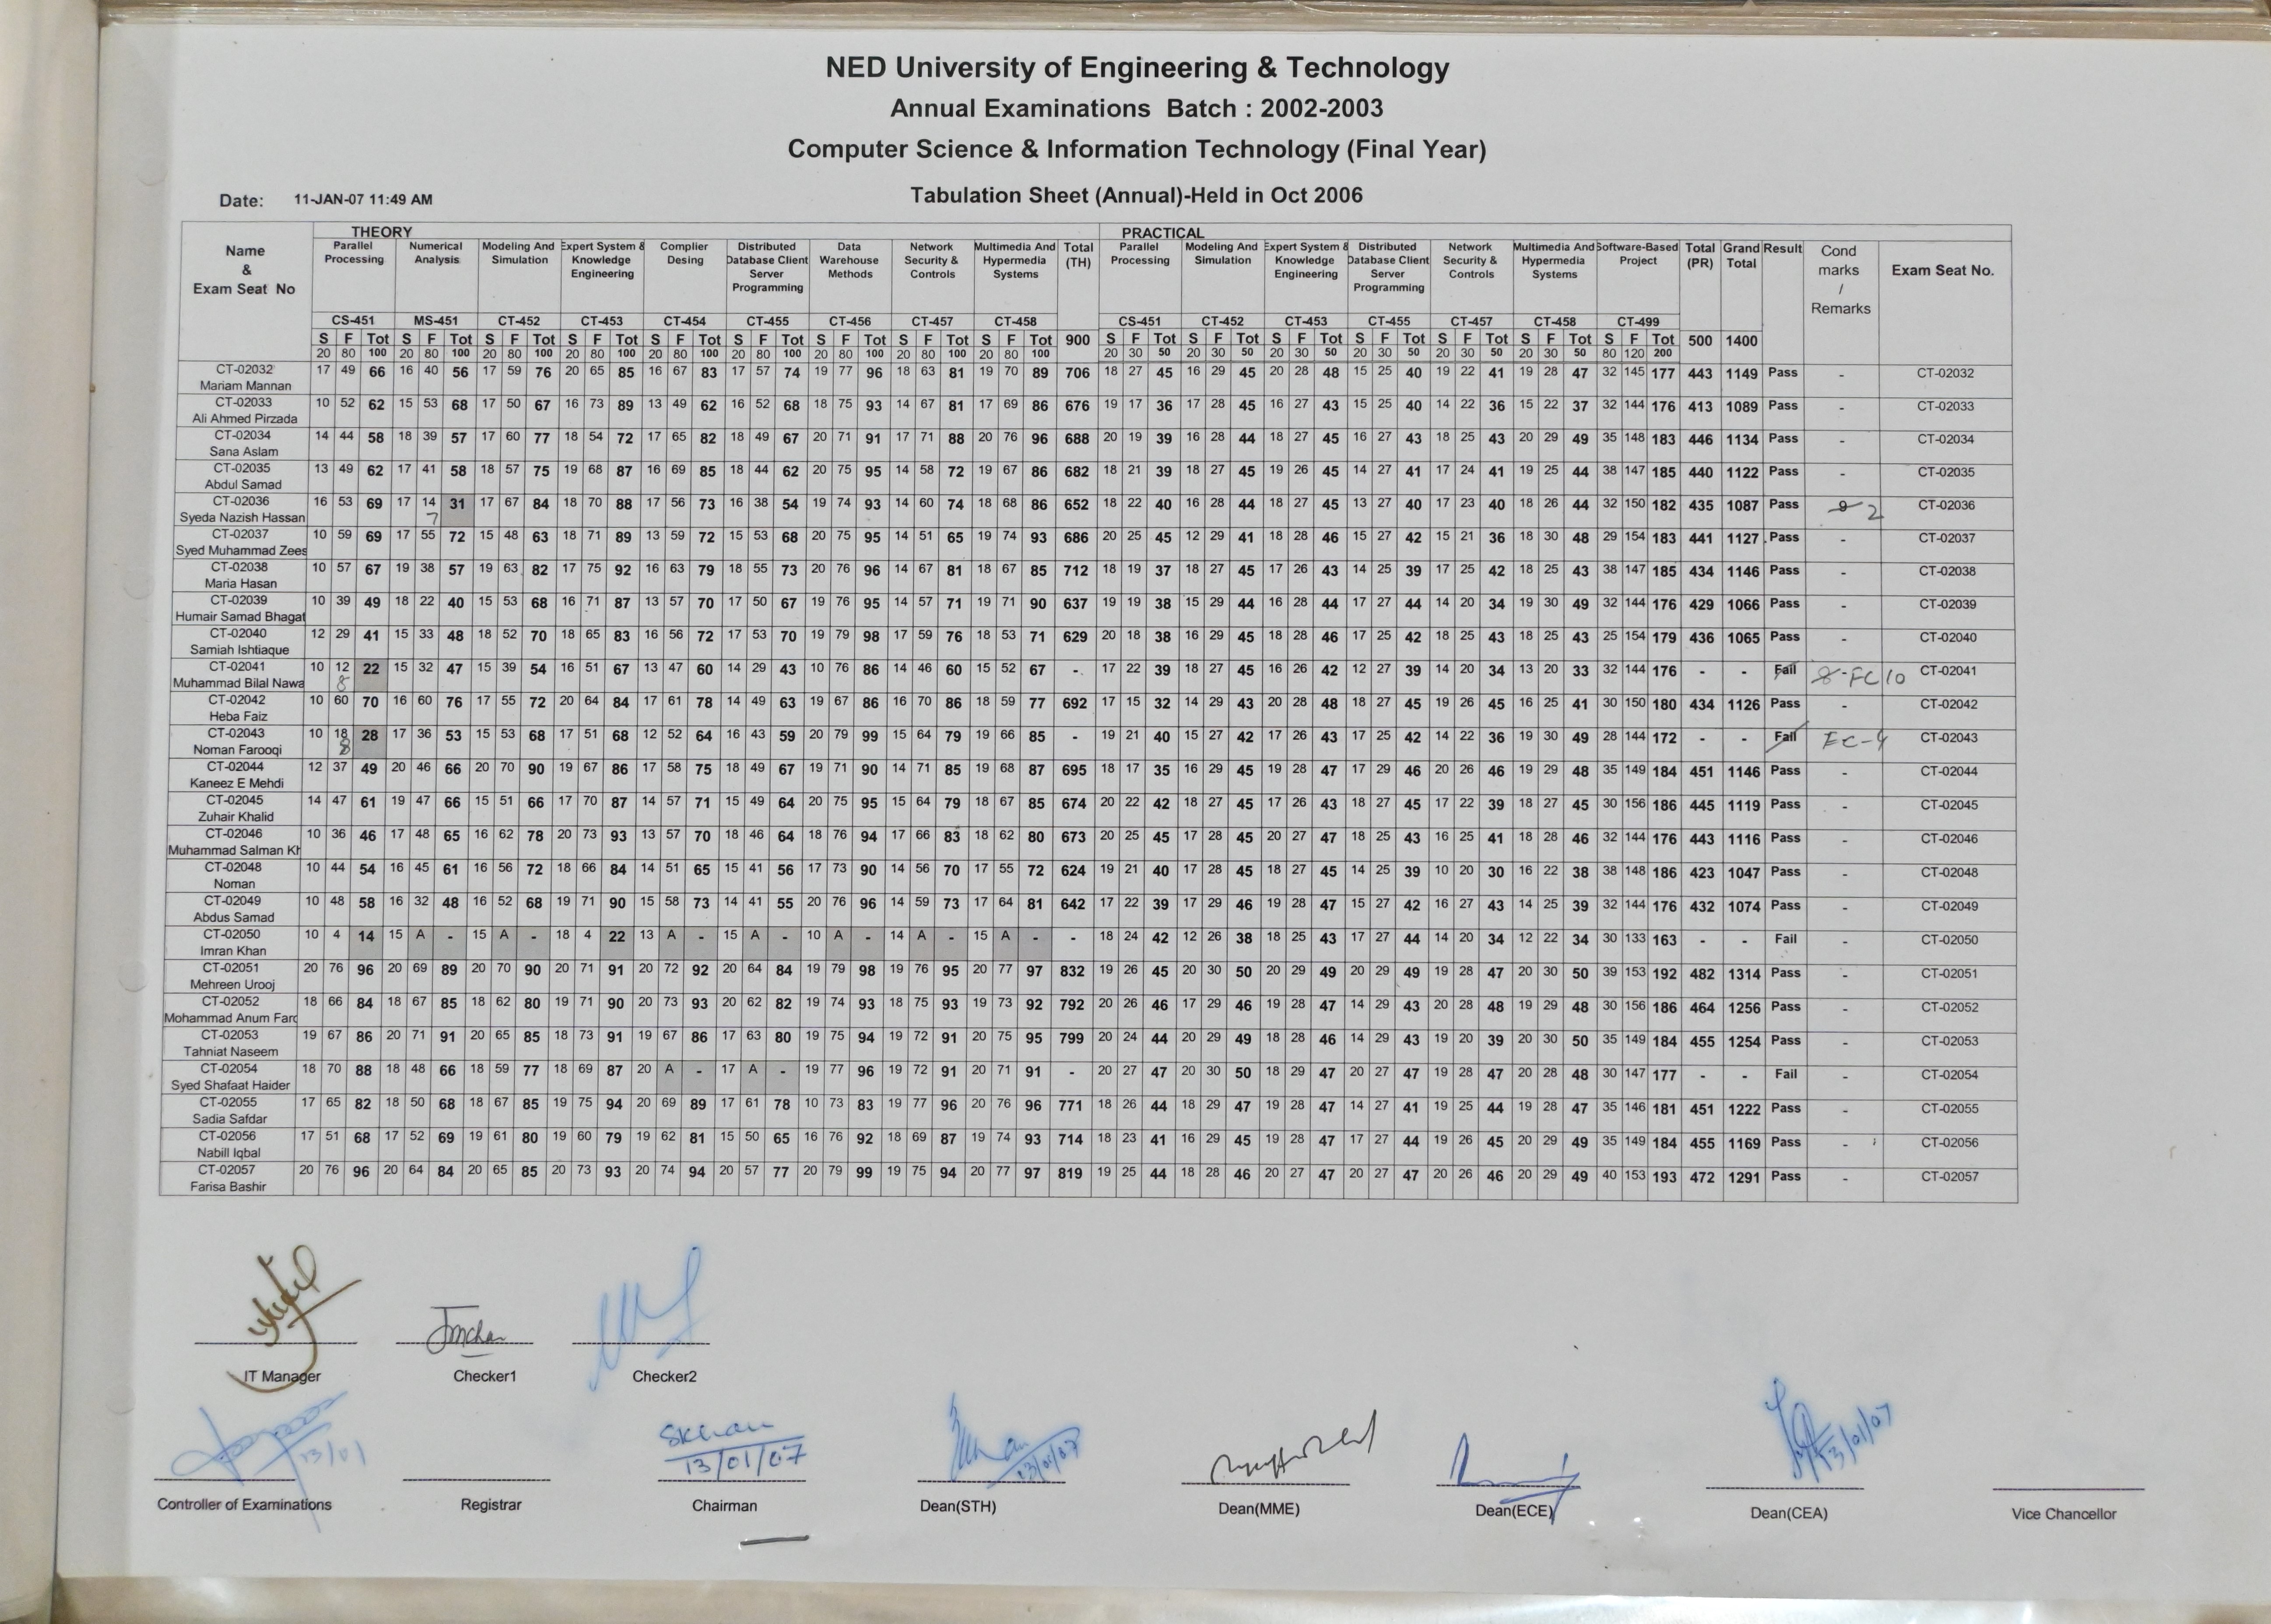 NED University of Engineering & Technology
Annual Examinations Batch : 2002-2003
Computer Science & Information Technology (Final Year)
Date: 11-JAN-07 11:49 AM Tabulation Sheet (Annual)-Held in Oct 2006
THEORY PRACTICAL
Name & Exam Seat No Parallel Processing Numerical Analysis Modeling And Simulation Expert System & Knowledge Engineering Complier Desing Distributed Database Client Server Programming Data Warehouse Methods Network Security & Controls Multimedia And Hypermedia Systems Total (TH) Parallel Processing Modeling And Simulation Expert System & Knowledge Engineering Distributed Database Client Server Programming Network Security & Controls Multimedia And Hypermedia Systems Software-Based Project Total (PR) Grand Total Result Cond marks / Remarks Exam Seat No.
CS-451 MS-451 CT-452 CT-453 CT-454 CT-455 CT-456 CT-457 CT-458 CS-451 CT-452 CT-453 CT-455 CT-457 CT-458 CT-499
S F Tot S F Tot S F Tot S F Tot S F Tot S F Tot S F Tot S F Tot S F Tot 900 S F Tot S F Tot S F Tot S F Tot S F Tot S F Tot S F Tot 500 1400
20 80 100 20 80 100 20 80 100 20 80 100 20 80 100 20 80 100 20 80 100 20 80 100 20 80 100 20 30 50 20 30 50 20 30 50 20 30 50 20 30 50 20 30 50 80 120 200
CT-02032 17 49 66 16 40 56 17 59 76 20 65 85 16 67 83 17 57 74 19 77 96 18 63 81 19 70 89 706 18 27 45 16 29 45 20 28 48 15 25 40 19 22 41 19 28 47 32 145 177 443 1149 Pass - CT-02032
Mariam Mannan
CT-02033 10 52 62 15 53 68 17 50 67 16 73 89 13 49 62 16 52 68 18 75 93 14 67 81 17 69 86 676 19 17 36 17 28 45 16 27 43 15 25 40 14 22 36 15 22 37 32 144 176 413 1089 Pass - CT-02033
Ali Ahmed Pirzada
CT-02034 14 44 58 18 39 57 17 60 77 18 54 72 17 65 82 18 49 67 20 71 91 17 71 88 20 76 96 688 20 19 39 16 28 44 18 27 45 16 27 43 18 25 43 20 29 49 35 148 183 446 1134 Pass - CT-02034
Sana Aslam
CT-02035 13 49 62 17 41 58 18 57 75 19 68 87 16 69 85 18 44 62 20 75 95 14 58 72 19 67 86 682 18 21 39 18 27 45 19 26 45 14 27 41 17 24 41 19 25 44 38 147 185 440 1122 Pass - CT-02035
Abdul Samad
CT-02036 16 53 69 17 14 31 17 67 84 18 70 88 17 56 73 16 38 54 19 74 93 14 60 74 18 68 86 652 18 22 40 16 28 44 18 27 45 13 27 40 17 23 40 18 26 44 32 150 182 435 1087 Pass 2 CT-02036
Syeda Nazish Hassan 7
CT-02037 10 59 69 17 55 72 15 48 63 18 71 89 13 59 72 15 53 68 20 75 95 14 51 65 19 74 93 686 20 25 45 12 29 41 18 28 46 15 27 42 15 21 36 18 30 48 29 154 183 441 1127 Pass - CT-02037
Syed Muhammad Zees
CT-02038 10 57 67 19 38 57 19 63 82 17 75 92 16 63 79 18 55 73 20 76 96 14 67 81 18 67 85 712 18 19 37 18 27 45 17 26 43 14 25 39 17 25 42 18 25 43 38 147 185 434 1146 Pass - CT-02038
Maria Hasan
CT-02039 10 39 49 18 22 40 15 53 68 16 71 87 13 57 70 17 50 67 19 76 95 14 57 71 19 71 90 637 19 19 38 15 29 44 16 28 44 17 27 44 14 20 34 19 30 49 32 144 176 429 1066 Pass - CT-02039
Humair Samad Bhagat
CT-02040 12 29 41 15 33 48 18 52 70 18 65 83 16 56 72 17 53 70 19 79 98 17 59 76 18 53 71 629 20 18 38 16 29 45 18 28 46 17 25 42 18 25 43 18 25 43 25 154 179 436 1065 Pass - CT-02040
Samiah Ishtiaque
CT-02041 10 12 22 15 32 47 15 39 54 16 51 67 13 47 60 14 29 43 10 76 86 14 46 60 15 52 67 - 17 22 39 18 27 45 16 26 42 12 27 39 14 20 34 13 20 33 32 144 176 - - Fail 8-FC/10 CT-02041
Muhammad Bilal Nawa 8
CT-02042 10 60 70 16 60 76 17 55 72 20 64 84 17 61 78 14 49 63 19 67 86 16 70 86 18 59 77 692 17 15 32 14 29 43 20 28 48 18 27 45 19 26 45 16 25 41 30 150 180 434 1126 Pass - CT-02042
Heba Faiz
CT-02043 10 18 28 17 36 53 15 53 68 17 51 68 12 52 64 16 43 59 20 79 99 15 64 79 19 66 85 - 19 21 40 15 27 42 17 26 43 17 25 42 14 22 36 19 30 49 28 144 172 - - Fail CT-02043
Noman Farooqi 8
CT-02044 12 37 49 20 46 66 20 70 90 19 67 86 17 58 75 18 49 67 19 71 90 14 71 85 19 68 87 695 18 17 35 16 29 45 19 28 47 17 29 46 20 26 46 19 29 48 35 149 184 451 1146 Pass - CT-02044
Kaneez E Mehdi
CT-02045 14 47 61 19 47 66 15 51 66 17 70 87 14 57 71 15 49 64 20 75 95 15 64 79 18 67 85 674 20 22 42 18 27 45 17 26 43 18 27 45 17 22 39 18 27 45 30 156 186 445 1119 Pass - CT-02045
Zuhair Khalid
CT-02046 10 36 46 17 48 65 16 62 78 20 73 93 13 57 70 18 46 64 18 76 94 17 66 83 18 62 80 673 20 25 45 17 28 45 20 27 47 18 25 43 16 25 41 18 28 46 32 144 176 443 1116 Pass - CT-02046
Muhammad Salman Kh
CT-02048 10 44 54 16 45 61 16 56 72 18 66 84 14 51 65 15 41 56 17 73 90 14 56 70 17 55 72 624 19 21 40 17 28 45 18 27 45 14 25 39 10 20 30 16 22 38 38 148 186 423 1047 Pass - CT-02048
Noman
CT-02049 10 48 58 16 32 48 16 52 68 19 71 90 15 58 73 14 41 55 20 76 96 14 59 73 17 64 81 642 17 22 39 17 29 46 19 28 47 15 27 42 16 27 43 14 25 39 32 144 176 432 1074 Pass - CT-02049
Abdus Samad
CT-02050 10 4 14 15 A - 15 A - 18 4 22 13 A - 15 A - 10 A - 14 A - 15 A - - 18 24 42 12 26 38 18 25 43 17 27 44 14 20 34 12 22 34 30 133 163 - - Fail - CT-02050
Imran Khan
CT-02051 20 76 96 20 69 89 20 70 90 20 71 91 20 72 92 20 64 84 19 79 98 19 76 95 20 77 97 832 19 26 45 20 30 50 20 29 49 20 29 49 19 28 47 20 30 50 39 153 192 482 1314 Pass - CT-02051
Mehreen Urooj
CT-02052 18 66 84 18 67 85 18 62 80 19 71 90 20 73 93 20 62 82 19 74 93 18 75 93 19 73 92 792 20 26 46 17 29 46 19 28 47 14 29 43 20 28 48 19 29 48 30 156 186 464 1256 Pass - CT-02052
Mohammad Anum Farc
CT-02053 19 67 86 20 71 91 20 65 85 18 73 91 19 67 86 17 63 80 19 75 94 19 72 91 20 75 95 799 20 24 44 20 29 49 18 28 46 14 29 43 19 20 39 20 30 50 35 149 184 455 1254 Pass - CT-02053
Tahniat Naseem
CT-02054 18 70 88 18 48 66 18 59 77 18 69 87 20 A - 17 A - 19 77 96 19 72 91 20 71 91 - 20 27 47 20 30 50 18 29 47 20 27 47 19 28 47 20 28 48 30 147 177 - - Fail - CT-02054
Syed Shafaat Haider
CT-02055 17 65 82 18 50 68 18 67 85 19 75 94 20 69 89 17 61 78 10 73 83 19 77 96 20 76 96 771 18 26 44 18 29 47 19 28 47 14 27 41 19 25 44 19 28 47 35 146 181 451 1222 Pass - CT-02055
Sadia Safdar
CT-02056 17 51 68 17 52 69 19 61 80 19 60 79 19 62 81 15 50 65 16 76 92 18 69 87 19 74 93 714 18 23 41 16 29 45 19 28 47 17 27 44 19 26 45 20 29 49 35 149 184 455 1169 Pass - CT-02056
Nabill Iqbal
CT-02057 20 76 96 20 64 84 20 65 85 20 73 93 20 74 94 20 57 77 20 79 99 19 75 94 20 77 97 819 19 25 44 18 28 46 20 27 47 20 27 47 20 26 46 20 29 49 40 153 193 472 1291 Pass - CT-02057
Farisa Bashir
IT Manager Checker1 Checker2
13/01 SKhan 13/01/07 13/01/07 13/01/07
Controller of Examinations Registrar Chairman Dean(STH) Dean(MME) Dean(ECE) Dean(CEA) Vice Chancellor